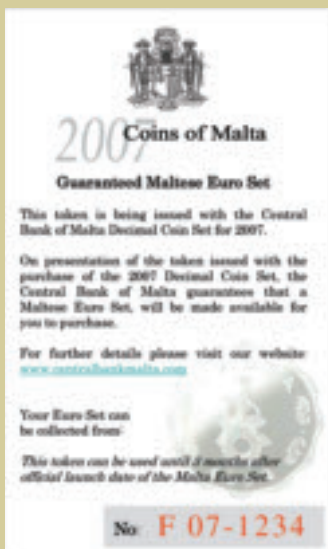 2007
Coins of Malta
Guaranteed Maltese Euro Set
This token is being issued with the Central
Bank of Malta Decimal Coin Set for 2007.
On presentation of the token issued with the
purchase of the 2007 Decimal Coin Set, the
Central Bank of Malta guarantees that a
Maltese Euro Set, will be made available for
you to purchase.
For further details please visit our website
www.centralbankmalta.com
Your Euro Set can
be collected from:
This token can be used until 3 months after
official launch date of the Malta Euro Set.
No: F 07-1234